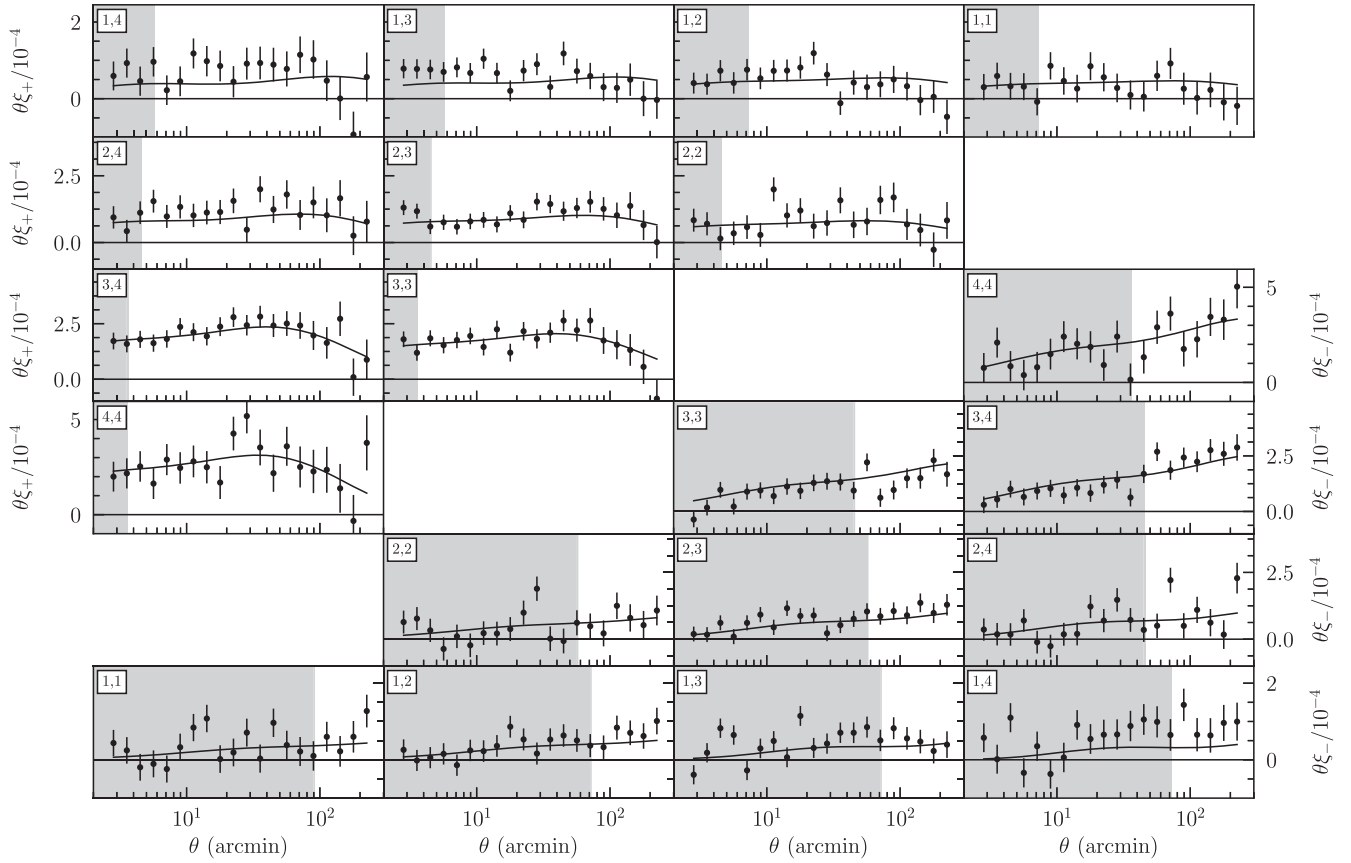 2 1,4 1,3 1,2 1,1
θξ₊/10⁻⁴
0
2,4 2,3 2,2
2.5
θξ₊/10⁻⁴
0.0
3,4 3,3 4,4 5
2.5
θξ₊/10⁻⁴ θξ₋/10⁻⁴
0.0 0
4,4 3,3 3,4
5 2.5
θξ₊/10⁻⁴ θξ₋/10⁻⁴
0 0.0
2,2 2,3 2,4
2.5
θξ₋/10⁻⁴
0.0
1,1 1,2 1,3 1,4
2
θξ₋/10⁻⁴
0
10¹ 10² 10¹ 10² 10¹ 10² 10¹ 10²
θ (arcmin) θ (arcmin) θ (arcmin) θ (arcmin)